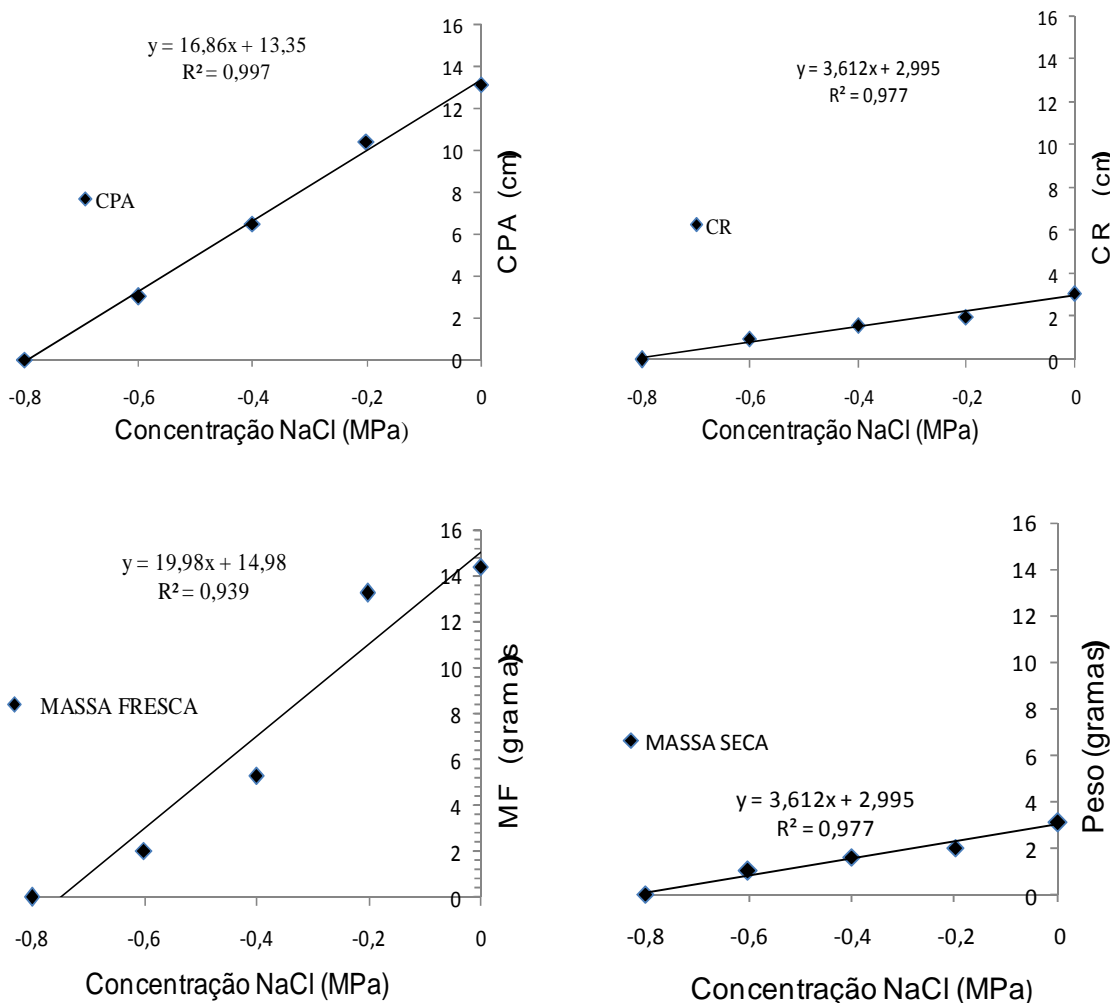 y = 16,86x + 13,35
R² = 0,997
CPA
16
14
12
10
8
6
4
2
0
CPA (cm)
-0,8 -0,6 -0,4 -0,2 0
Concentração NaCl (MPa)
y = 3,612x + 2,995
R² = 0,977
CR
16
14
12
10
8
6
4
2
0
CR (cm)
-0,8 -0,6 -0,4 -0,2 0
Concentração NaCl (MPa)
y = 19,98x + 14,98
R² = 0,939
MASSA FRESCA
16
14
12
10
8
6
4
2
0
MF (gramas)
-0,8 -0,6 -0,4 -0,2 0
Concentração NaCl (MPa)
MASSA SECA
y = 3,612x + 2,995
R² = 0,977
16
14
12
10
8
6
4
2
0
Peso (gramas)
-0,8 -0,6 -0,4 -0,2 0
Concentração NaCl (MPa)